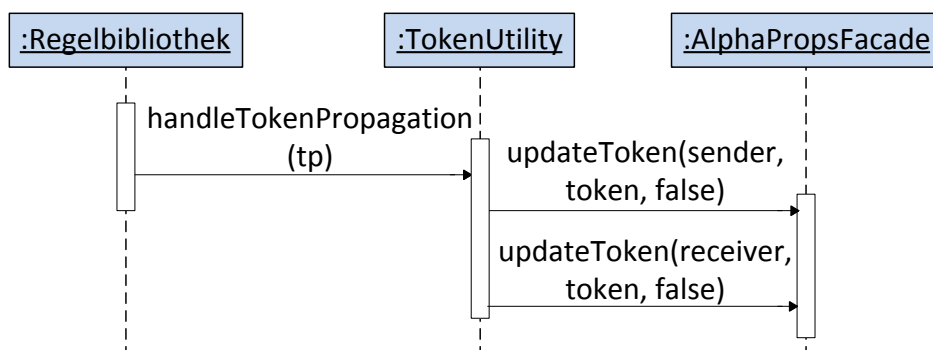 :Regelbibliothek
:TokenUtility
:AlphaPropsFacade
handleTokenPropagation
(tp)
updateToken(sender,
token, false)
updateToken(receiver,
token, false)